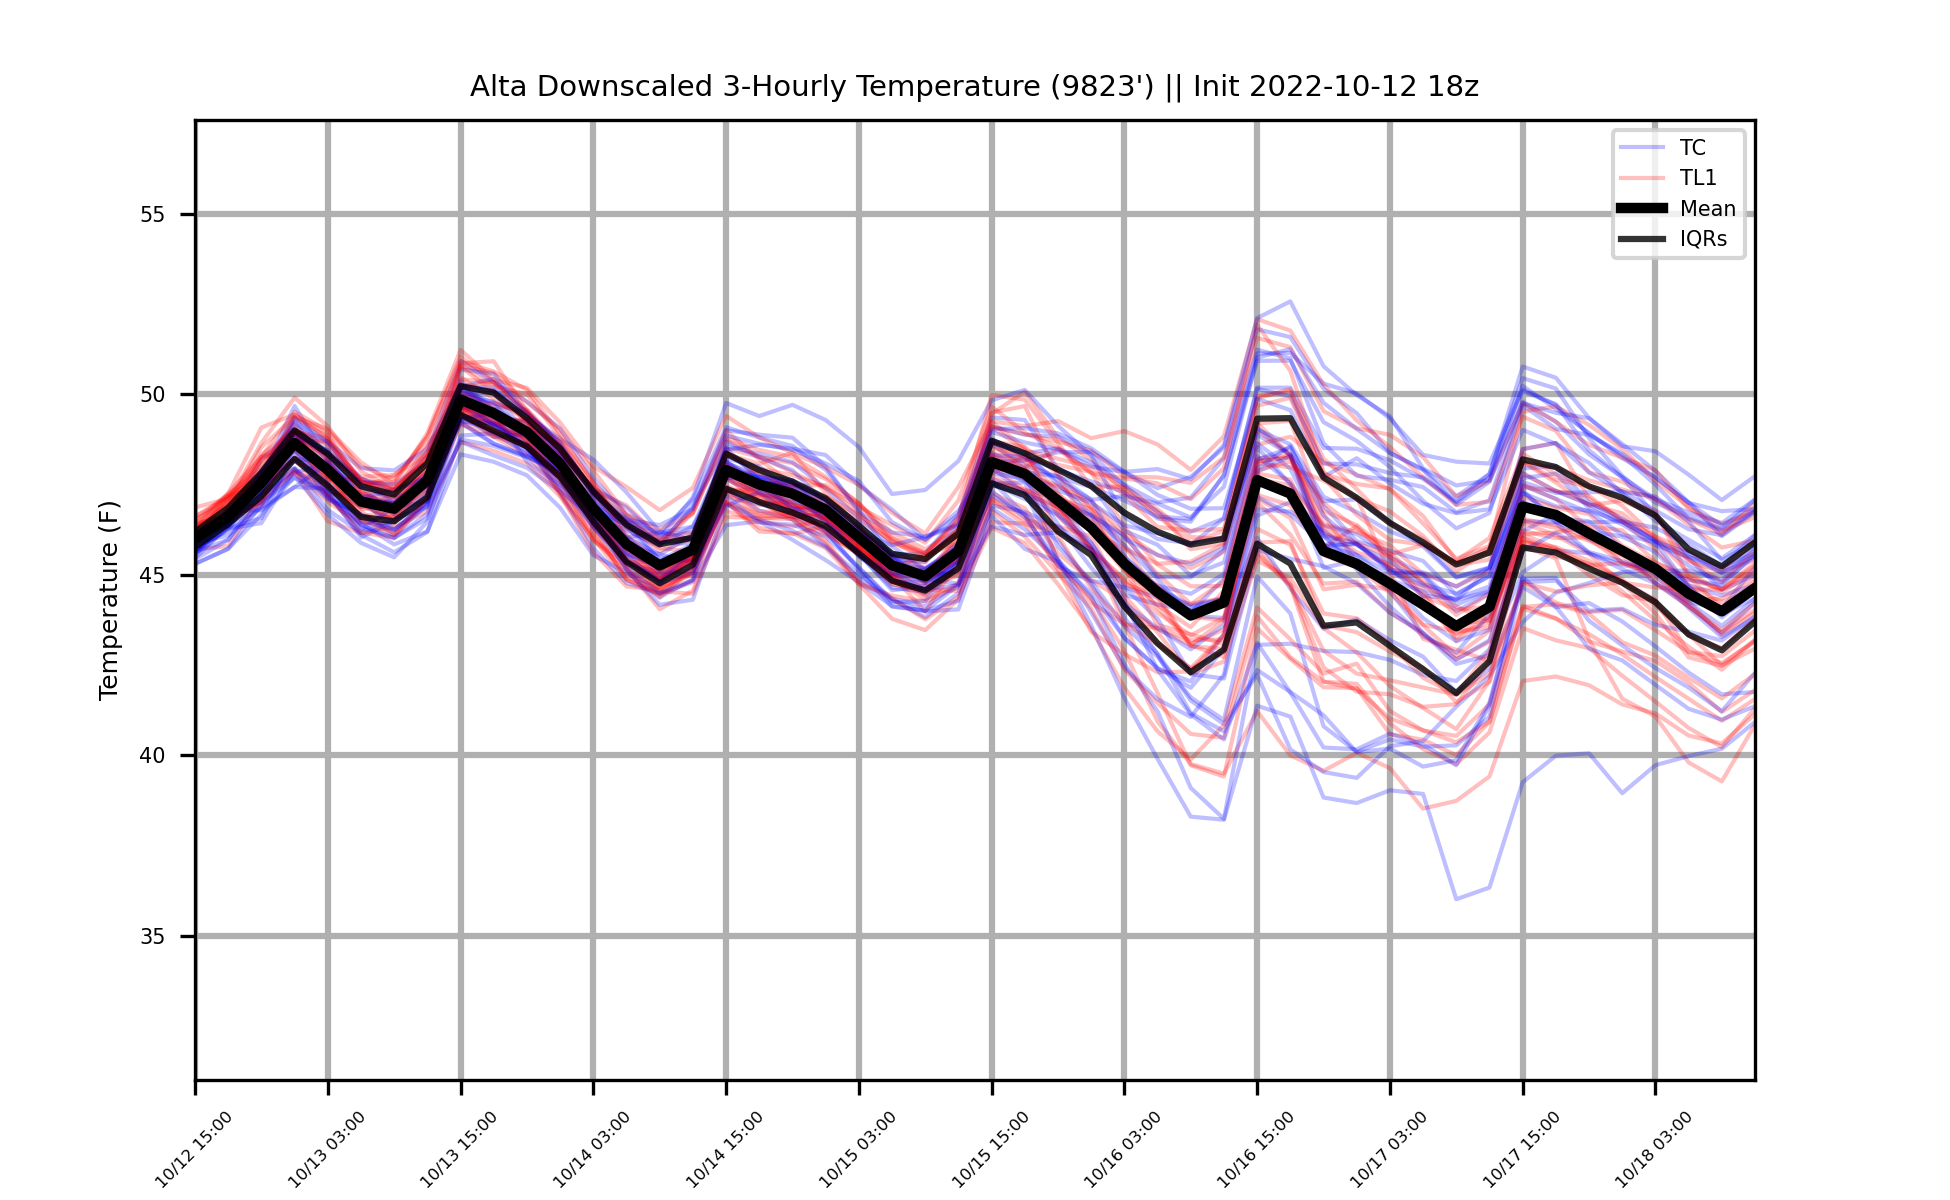 Alta Downscaled 3-Hourly Temperature (9823') || Init 2022-10-12 18z
TC
TL1
Mean
IQRs
Temperature (F)
55
50
45
40
35
10/12 15:00
10/13 03:00
10/13 15:00
10/14 03:00
10/14 15:00
10/15 03:00
10/15 15:00
10/16 03:00
10/16 15:00
10/17 03:00
10/17 15:00
10/18 03:00